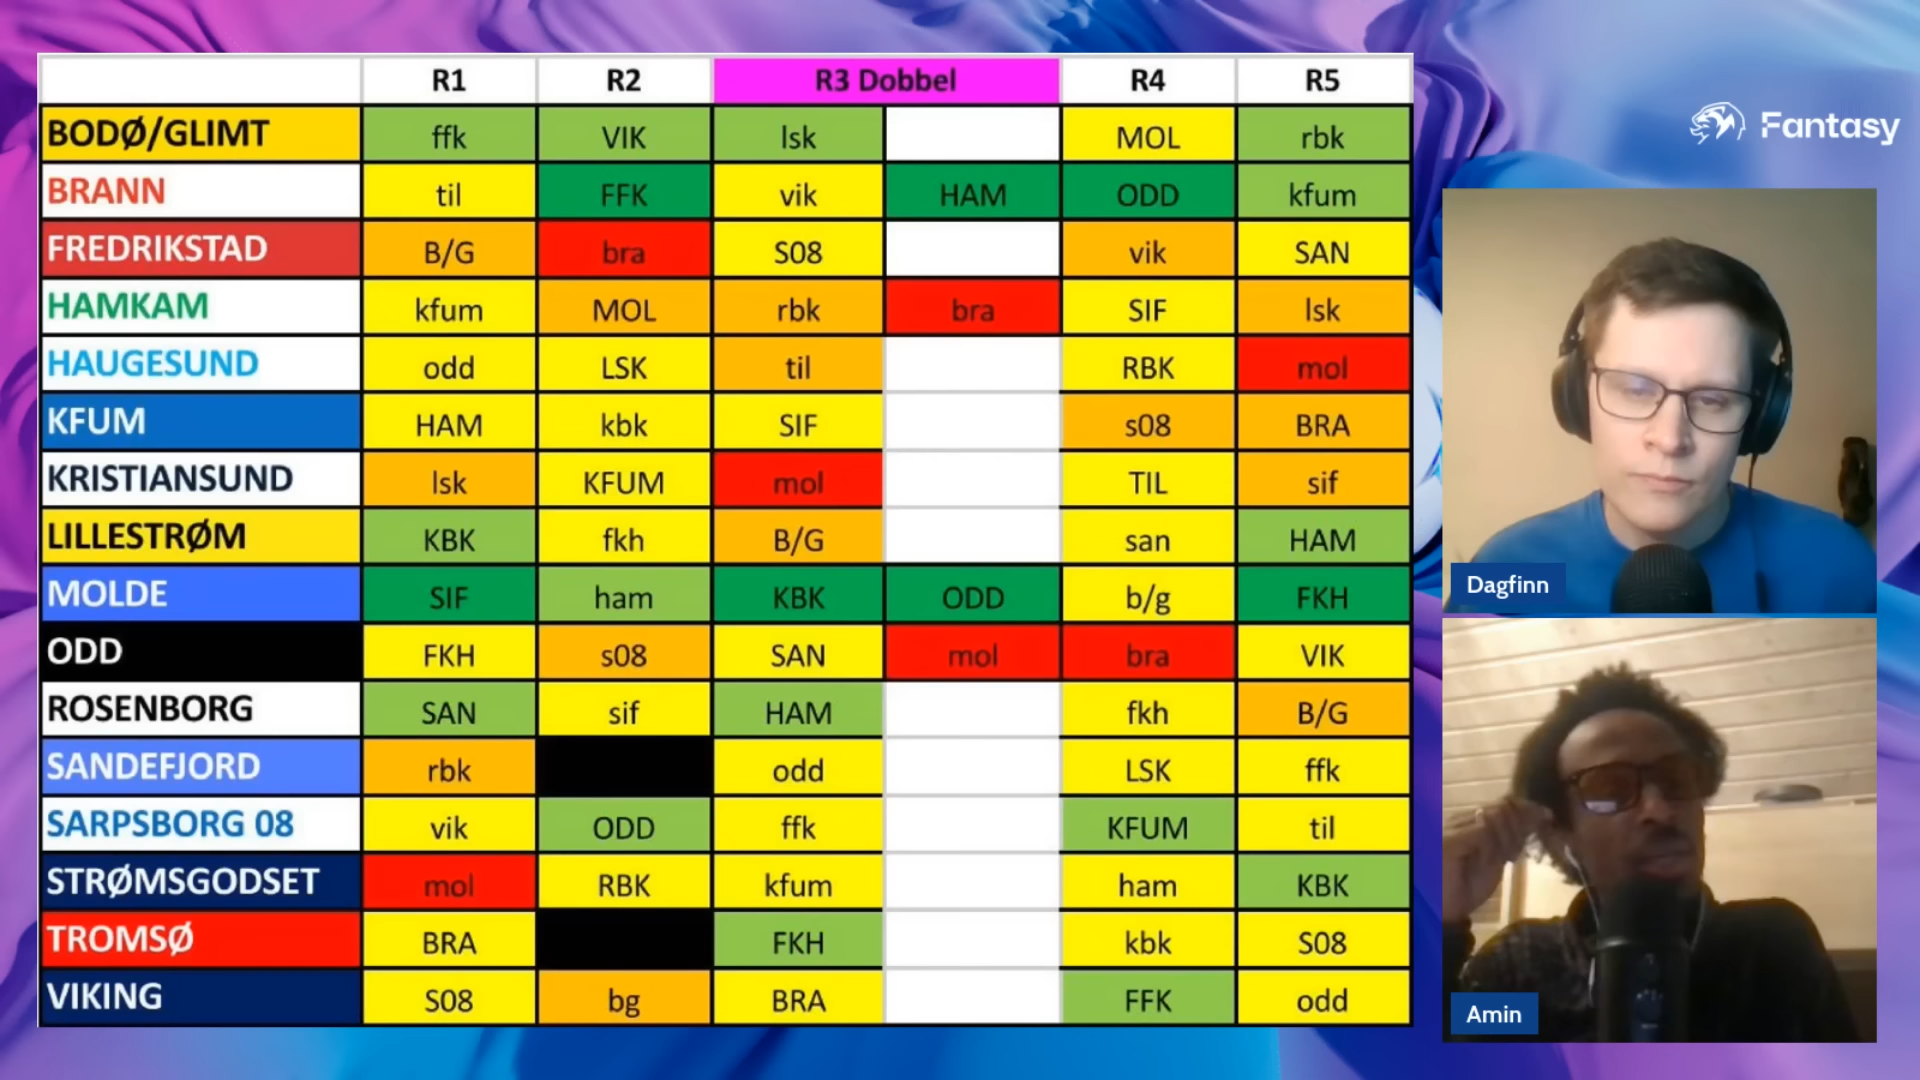 R1 R2 R3 Dobbel R4 R5
BODØ/GLIMT ffk VIK lsk MOL rbk
BRANN til FFK vik HAM ODD kfum
FREDRIKSTAD B/G bra S08 vik SAN
HAMKAM kfum MOL rbk bra SIF lsk
HAUGESUND odd LSK til RBK mol
KFUM HAM kbk SIF s08 BRA
KRISTIANSUND lsk KFUM mol TIL sif
LILLESTRØM KBK fkh B/G san HAM
MOLDE SIF ham KBK ODD b/g FKH
ODD FKH s08 SAN mol bra VIK
ROSENBORG SAN sif HAM fkh B/G
SANDEFJORD rbk odd LSK ffk
SARPSBORG 08 vik ODD ffk KFUM til
STRØMSGODSET mol RBK kfum ham KBK
TROMSØ BRA FKH kbk S08
VIKING S08 bg BRA FFK odd
Fantasy
Dagfinn
Amin